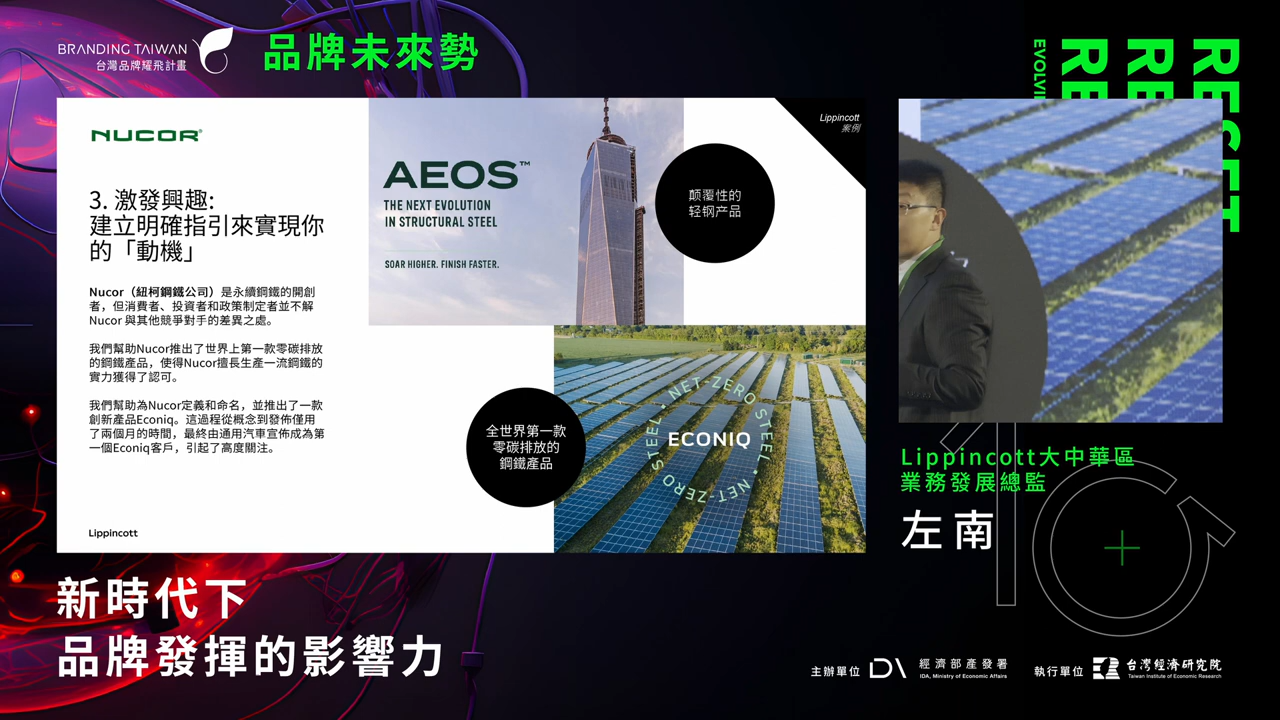 BRANDING TAIWAN
台灣品牌耀飛計畫
品牌未來勢
NUCOR®
3. 激發興趣:
建立明確指引來實現你
的「動機」
Nucor（紐柯鋼鐵公司）是永續鋼鐵的開創
者，但消費者、投資者和政策制定者並不解
Nucor 與其他競爭對手的差異之處。
我們幫助Nucor推出了世界上第一款零碳排放
的鋼鐵產品，使得Nucor擅長生產一流鋼鐵的
實力獲得了認可。
我們幫助為Nucor定義和命名，並推出了一款
創新產品Econiq。這過程從概念到發佈僅用
了兩個月的時間，最終由通用汽車宣佈成為第
一個Econiq客戶，引起了高度關注。
Lippincott
AEOS™
THE NEXT EVOLUTION
IN STRUCTURAL STEEL
SOAR HIGHER. FINISH FASTER.
颠覆性的
轻钢产品
Lippincott
案例
全世界第一款
零碳排放的
鋼鐵產品
NET-ZERO STEEL • NET-ZERO STEEL •
ECONIQ
Lippincott大中華區
業務發展總監
左南
新時代下
品牌發揮的影響力
主辦單位
經濟部產發署
IDA, Ministry of Economic Affairs
執行單位
台灣經濟研究院
Taiwan Institute of Economic Research